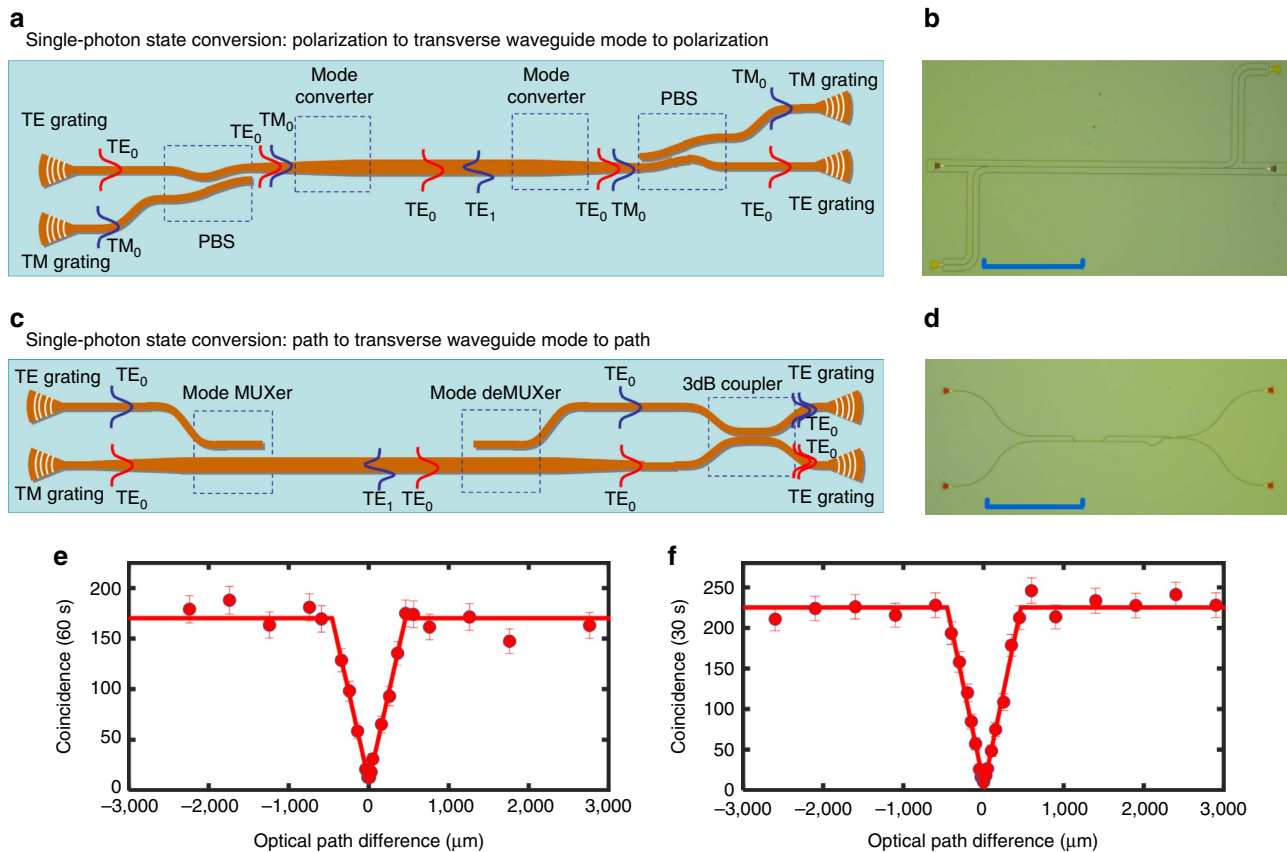 a
Single-photon state conversion: polarization to transverse waveguide mode to polarization
TE grating
TE0
TM grating
TM0
PBS
TE0
TM0
Mode
converter
TE0
TE1
Mode
converter
TE0
TM0
PBS
TM0
TM grating
TE0
TE grating
b
c
Single-photon state conversion: path to transverse waveguide mode to path
TE grating
TE0
Mode MUXer
TM grating
TE0
TE1
TE0
Mode deMUXer
TE0
TE0
3dB coupler
TE grating
TE0
TE0
TE grating
d
e
Coincidence (60 s)
200
150
100
50
0
–3,000 –2,000 –1,000 0 1,000 2,000 3,000
Optical path difference (μm)
f
Coincidence (30 s)
250
200
150
100
50
0
–3,000 –2,000 –1,000 0 1,000 2,000 3,000
Optical path difference (μm)